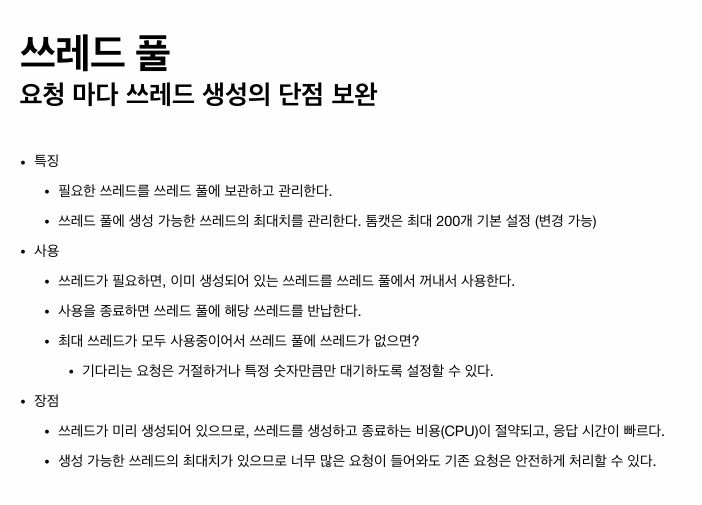 쓰레드 풀
요청 마다 쓰레드 생성의 단점 보완
• 특징
• 필요한 쓰레드를 쓰레드 풀에 보관하고 관리한다.
• 쓰레드 풀에 생성 가능한 쓰레드의 최대치를 관리한다. 톰캣은 최대 200개 기본 설정 (변경 가능)
• 사용
• 쓰레드가 필요하면, 이미 생성되어 있는 쓰레드를 쓰레드 풀에서 꺼내서 사용한다.
• 사용을 종료하면 쓰레드 풀에 해당 쓰레드를 반납한다.
• 최대 쓰레드가 모두 사용중이어서 쓰레드 풀에 쓰레드가 없으면?
• 기다리는 요청은 거절하거나 특정 숫자만큼만 대기하도록 설정할 수 있다.
• 장점
• 쓰레드가 미리 생성되어 있으므로, 쓰레드를 생성하고 종료하는 비용(CPU)이 절약되고, 응답 시간이 빠르다.
• 생성 가능한 쓰레드의 최대치가 있으므로 너무 많은 요청이 들어와도 기존 요청은 안전하게 처리할 수 있다.